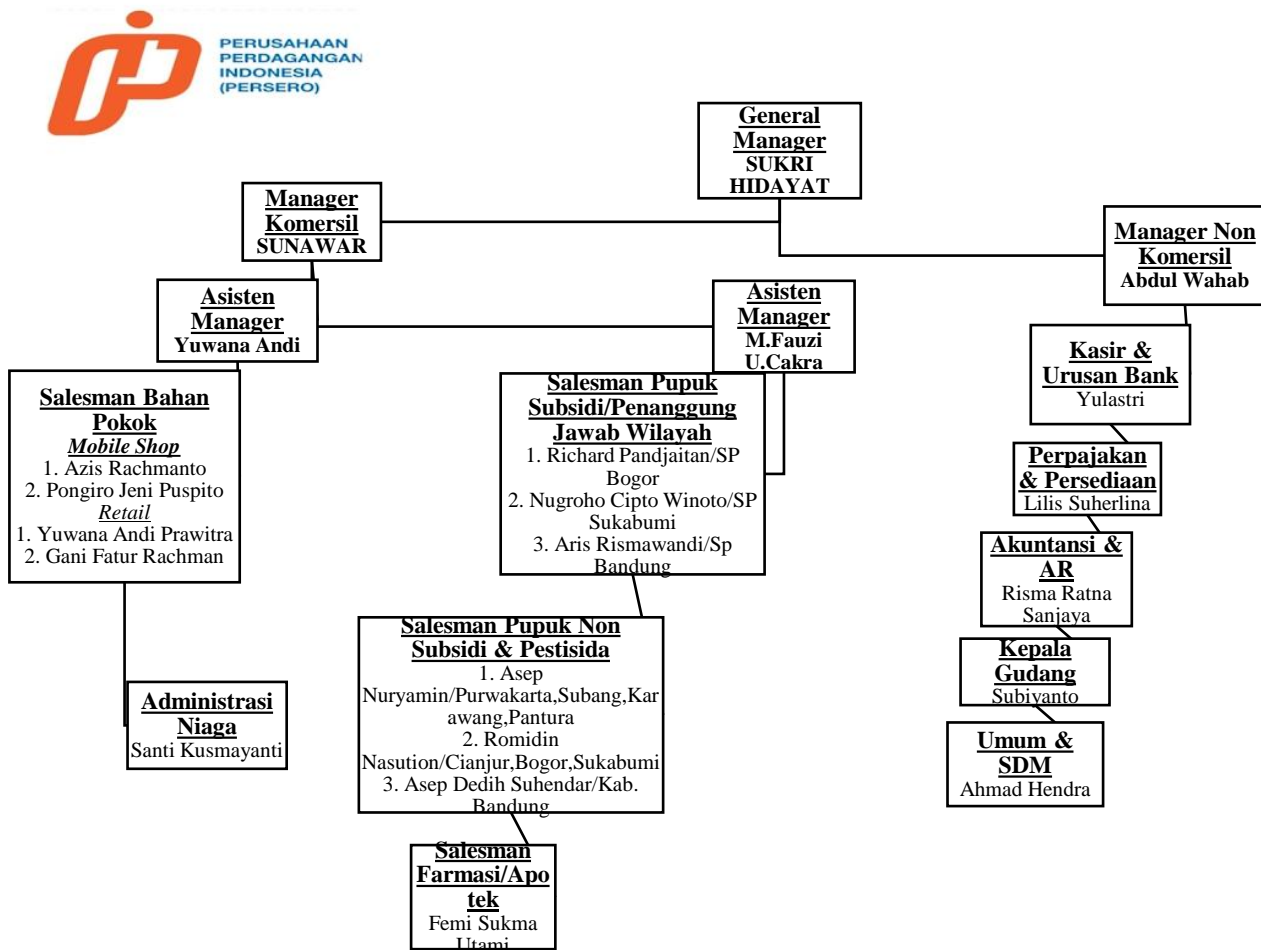 PERUSAHAAN
PERDAGANGAN
INDONESIA
(PERSERO)
General
Manager
SUKRI
HIDAYAT
Manager
Komersil
SUNAWAR
Manager Non
Komersil
Abdul Wahab
Asisten
Manager
Yuwana Andi
Asisten
Manager
M.Fauzi
U.Cakra
Salesman Bahan
Pokok
Mobile Shop
1. Azis Rachmanto
2. Pongiro Jeni Puspito
Retail
1. Yuwana Andi Prawitra
2. Gani Fatur Rachman
Administrasi
Niaga
Santi Kusmayanti
Salesman Pupuk
Subsidi/Penanggung
Jawab Wilayah
1. Richard Pandjaitan/SP
Bogor
2. Nugroho Cipto Winoto/SP
Sukabumi
3. Aris Rismawandi/Sp
Bandung
Salesman Pupuk Non
Subsidi & Pestisida
1. Asep
Nuryamin/Purwakarta,Subang,Kar
awang,Pantura
2. Romidin
Nasution/Cianjur,Bogor,Sukabumi
3. Asep Dedih Suhendar/Kab.
Bandung
Salesman
Farmasi/Apo
tek
Femi Sukma
Utami
Kasir &
Urusan Bank
Yulastri
Perpajakan
& Persediaan
Lilis Suherlina
Akuntansi &
AR
Risma Ratna
Sanjaya
Kepala
Gudang
Subiyanto
Umum &
SDM
Ahmad Hendra